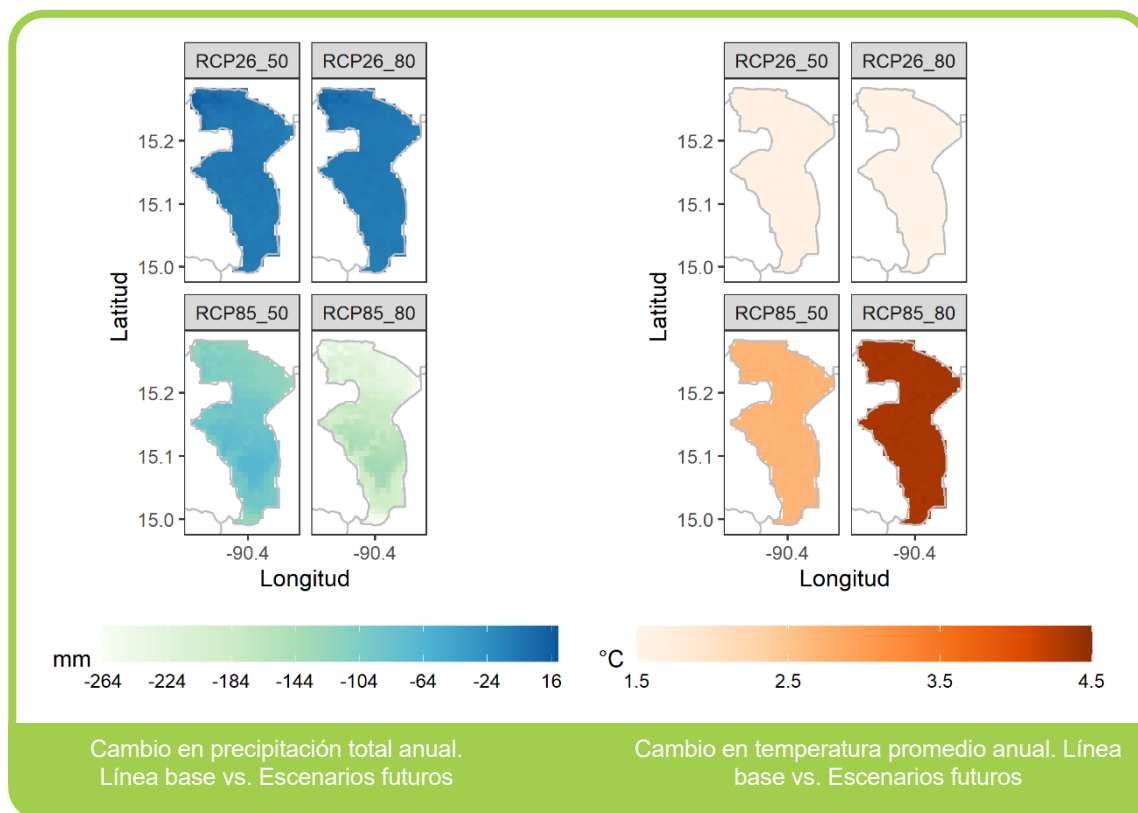 RCP26_50 RCP26_80
15.2
15.1
15.0
Latitud
RCP85_50 RCP85_80
15.2
15.1
15.0
-90.4 -90.4
Longitud
mm
-264 -224 -184 -144 -104 -64 -24 16
Cambio en precipitación total anual.
Línea base vs. Escenarios futuros
RCP26_50 RCP26_80
15.2
15.1
15.0
Latitud
RCP85_50 RCP85_80
15.2
15.1
15.0
-90.4 -90.4
Longitud
°C
1.5 2.5 3.5 4.5
Cambio en temperatura promedio anual. Línea
base vs. Escenarios futuros